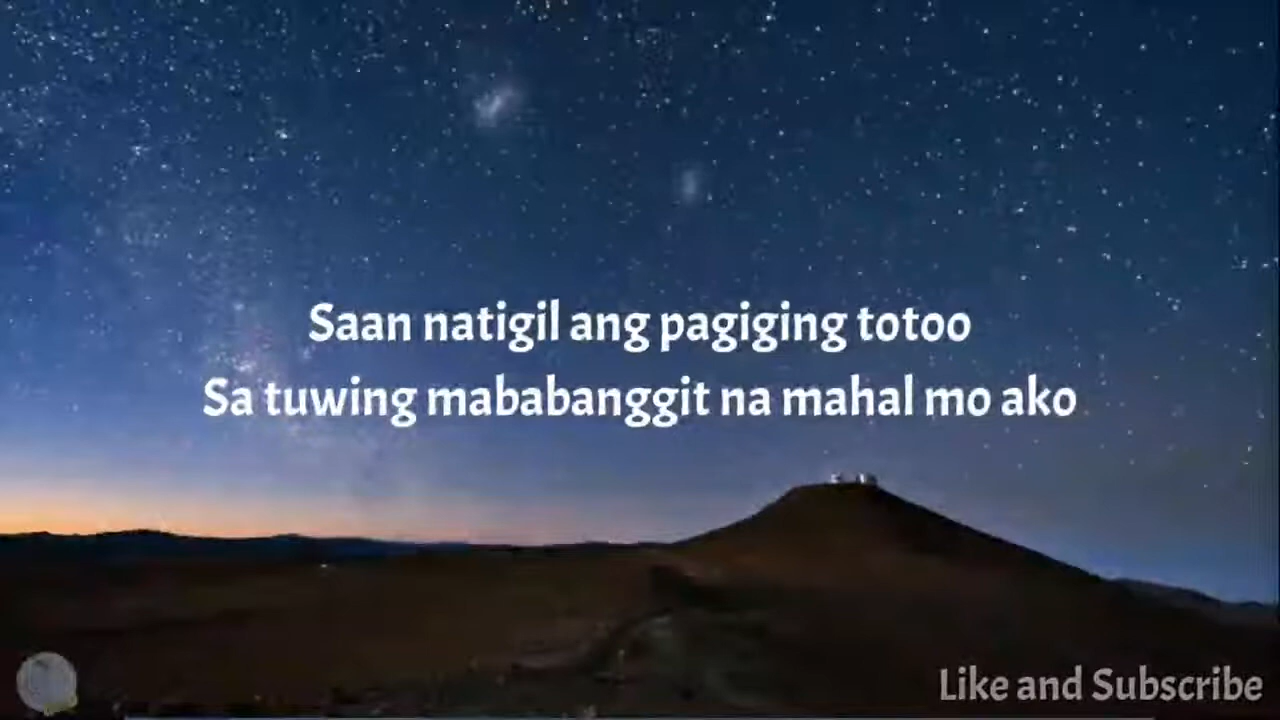 Saan natigil ang pagiging totoo
Sa tuwing mababanggit na mahal mo ako
Like and Subscribe